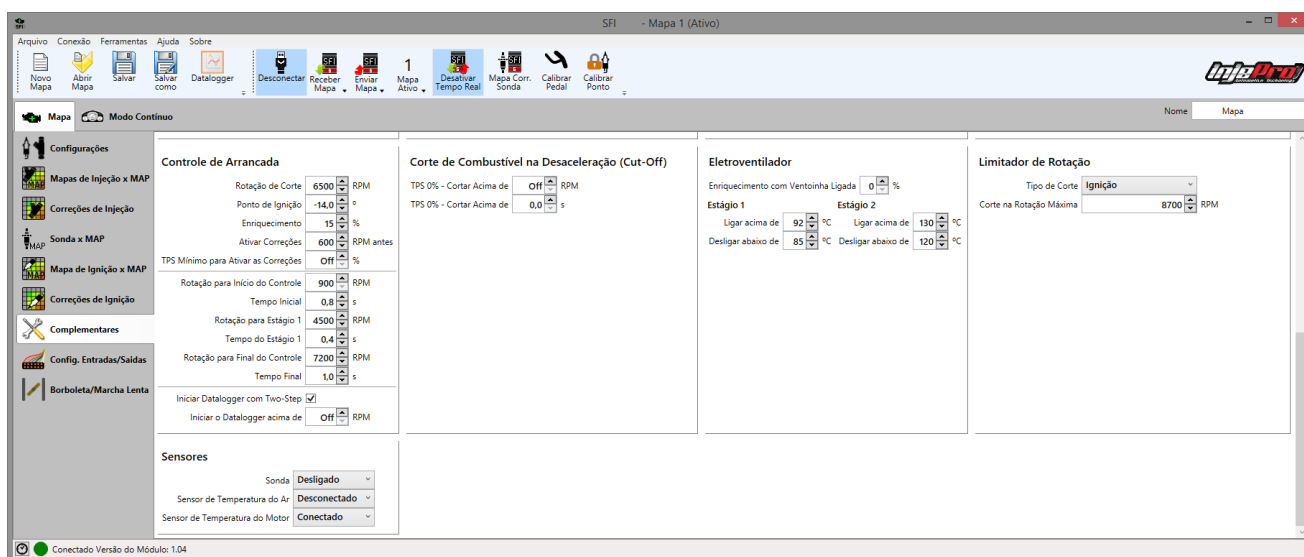 SFI - Mapa 1 (Ativo)
Arquivo Conexão Ferramentas Ajuda Sobre
Novo Mapa
Abrir Mapa
Salvar
Salvar como
Datalogger
Desconectar
Receber Mapa
Enviar Mapa
1
Mapa Ativo
Desativar Tempo Real
Mapa Corr. Sonda
Calibrar Pedal
Calibrar Ponto
InjePro
Mapa
Modo Contínuo
Nome Mapa
Configurações
Mapas de Injeção x MAP
Correções de Injeção
Sonda x MAP
Mapa de Ignição x MAP
Correções de Ignição
Complementares
Config. Entradas/Saidas
Borboleta/Marcha Lenta
Controle de Arrancada
Rotação de Corte 6500 RPM
Ponto de Ignição -14,0 °
Enriquecimento 15 %
Ativar Correções 600 RPM antes
TPS Mínimo para Ativar as Correções Off %
Rotação para Início do Controle 900 RPM
Tempo Inicial 0,8 s
Rotação para Estágio 1 4500 RPM
Tempo do Estágio 1 0,4 s
Rotação para Final do Controle 7200 RPM
Tempo Final 1,0 s
Iniciar Datalogger com Two-Step
Iniciar o Datalogger acima de Off RPM
Corte de Combustível na Desaceleração (Cut-Off)
TPS 0% - Cortar Acima de Off RPM
TPS 0% - Cortar Acima de 0,0 s
Eletroventilador
Enriquecimento com Ventoinha Ligada 0 %
Estágio 1 Estágio 2
Ligar acima de 92 ºC Ligar acima de 130 ºC
Desligar abaixo de 85 ºC Desligar abaixo de 120 ºC
Limitador de Rotação
Tipo de Corte Ignição
Corte na Rotação Máxima 8700 RPM
Sensores
Sonda Desligado
Sensor de Temperatura do Ar Desconectado
Sensor de Temperatura do Motor Conectado
Conectado Versão do Módulo: 1.04